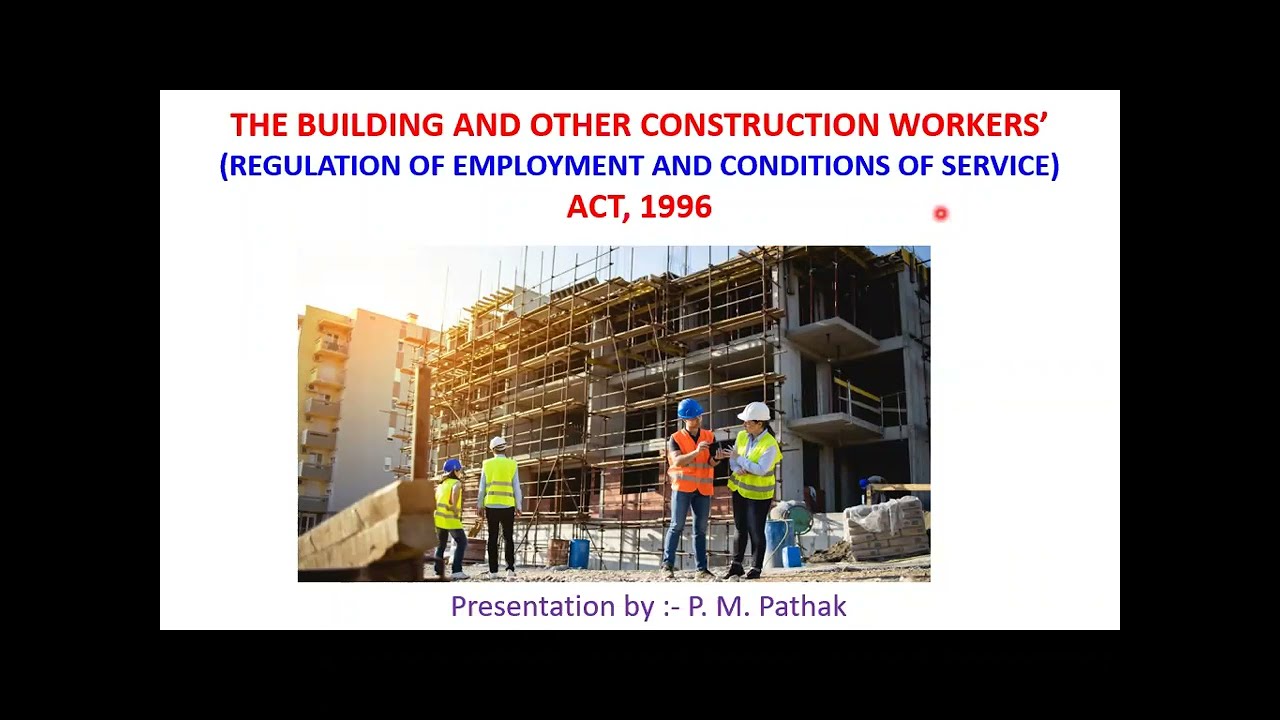 THE BUILDING AND OTHER CONSTRUCTION WORKERS’
(REGULATION OF EMPLOYMENT AND CONDITIONS OF SERVICE)
ACT, 1996
Presentation by :- P. M. Pathak